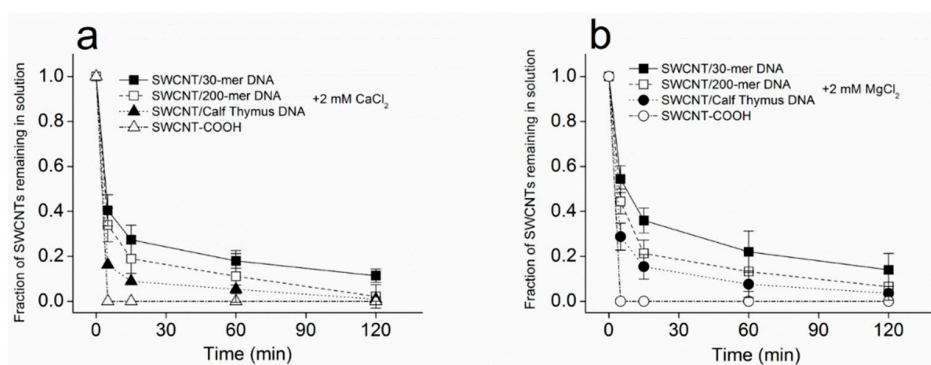 a
Fraction of SWCNTs remaining in solution
1.0
0.8
0.6
0.4
0.2
0.0
SWCNT/30-mer DNA
SWCNT/200-mer DNA
SWCNT/Calf Thymus DNA
SWCNT-COOH
+2 mM CaCl₂
0 30 60 90 120
Time (min)
b
Fraction of SWCNTs remaining in solution
1.0
0.8
0.6
0.4
0.2
0.0
SWCNT/30-mer DNA
SWCNT/200-mer DNA
SWCNT/Calf Thymus DNA
SWCNT-COOH
+2 mM MgCl₂
0 30 60 90 120
Time (min)